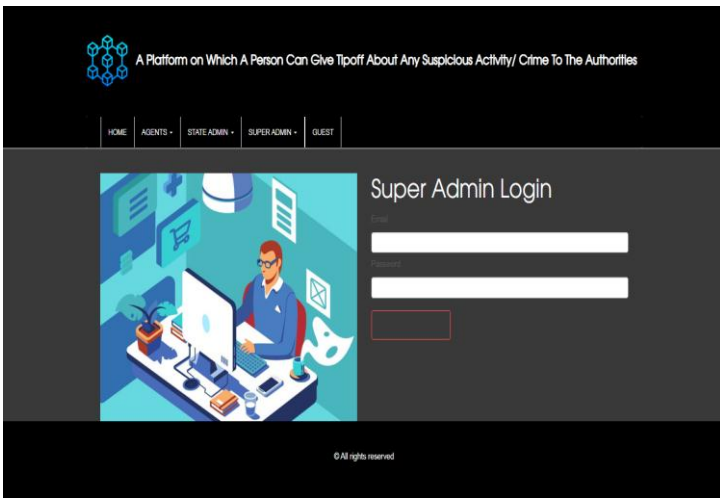 A Platform on Which A Person Can Give Tipoff About Any Suspicious Activity/ Crime To The Authorities
HOME AGENTS STATE ADMIN SUPER ADMIN GUEST
Super Admin Login
Email
Password
© All rights reserved